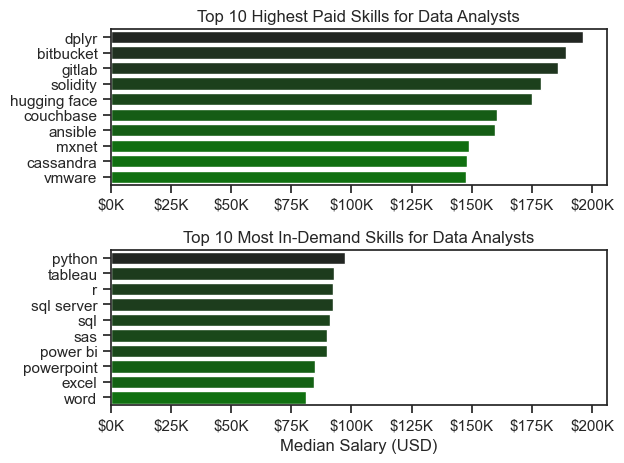 Top 10 Highest Paid Skills for Data Analysts
dplyr
bitbucket
gitlab
solidity
hugging face
couchbase
ansible
mxnet
cassandra
vmware
$0K $25K $50K $75K $100K $125K $150K $175K $200K
Top 10 Most In-Demand Skills for Data Analysts
python
tableau
r
sql server
sql
sas
power bi
powerpoint
excel
word
$0K $25K $50K $75K $100K $125K $150K $175K $200K
Median Salary (USD)